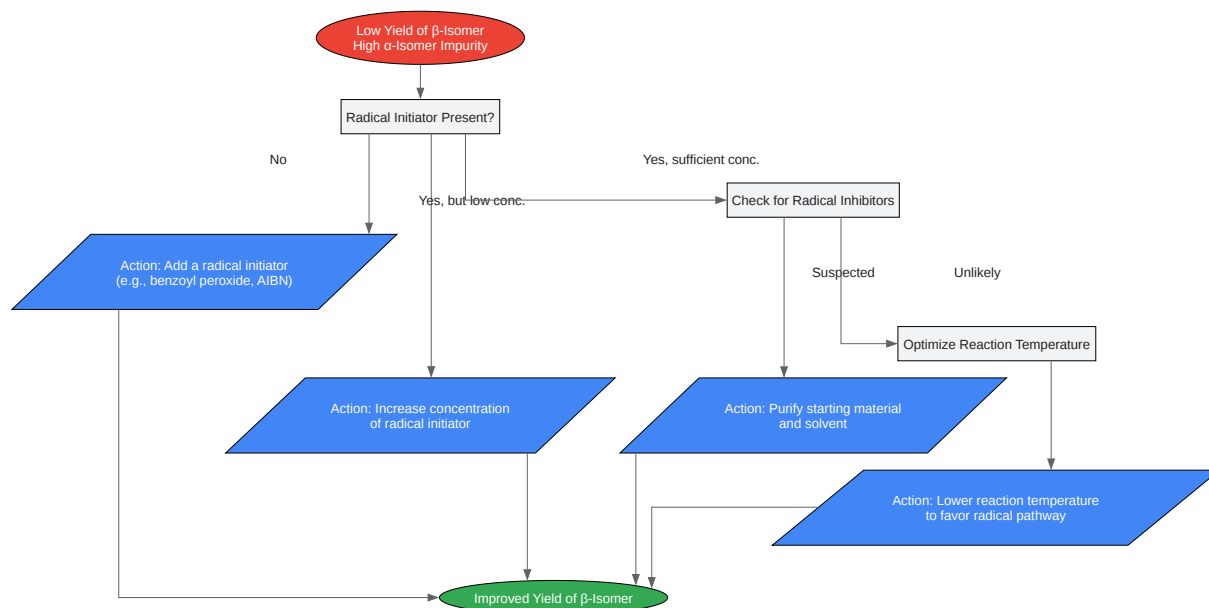 Low Yield of β-Isomer
High α-Isomer Impurity
Radical Initiator Present?
No
Yes, sufficient conc.
Yes, but low conc.
Check for Radical Inhibitors
Action: Add a radical initiator
(e.g., benzoyl peroxide, AIBN)
Suspected
Unlikely
Optimize Reaction Temperature
Action: Increase concentration
of radical initiator
Action: Purify starting material
and solvent
Action: Lower reaction temperature
to favor radical pathway
Improved Yield of β-Isomer